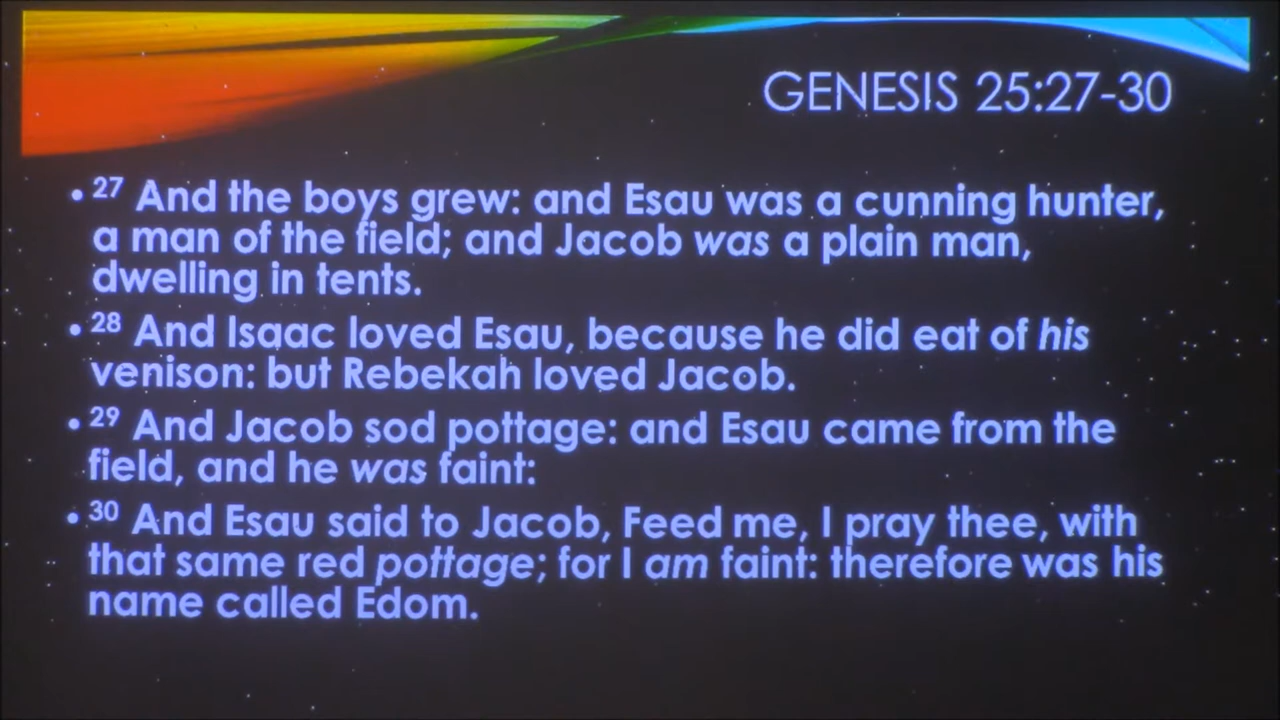 GENESIS 25:27-30
• 27 And the boys grew: and Esau was a cunning hunter,
a man of the field; and Jacob was a plain man,
dwelling in tents.
• 28 And Isaac loved Esau, because he did eat of his
venison: but Rebekah loved Jacob.
• 29 And Jacob sod pottage: and Esau came from the
field, and he was faint:
• 30 And Esau said to Jacob, Feed me, I pray thee, with
that same red pottage; for I am faint: therefore was his
name called Edom.